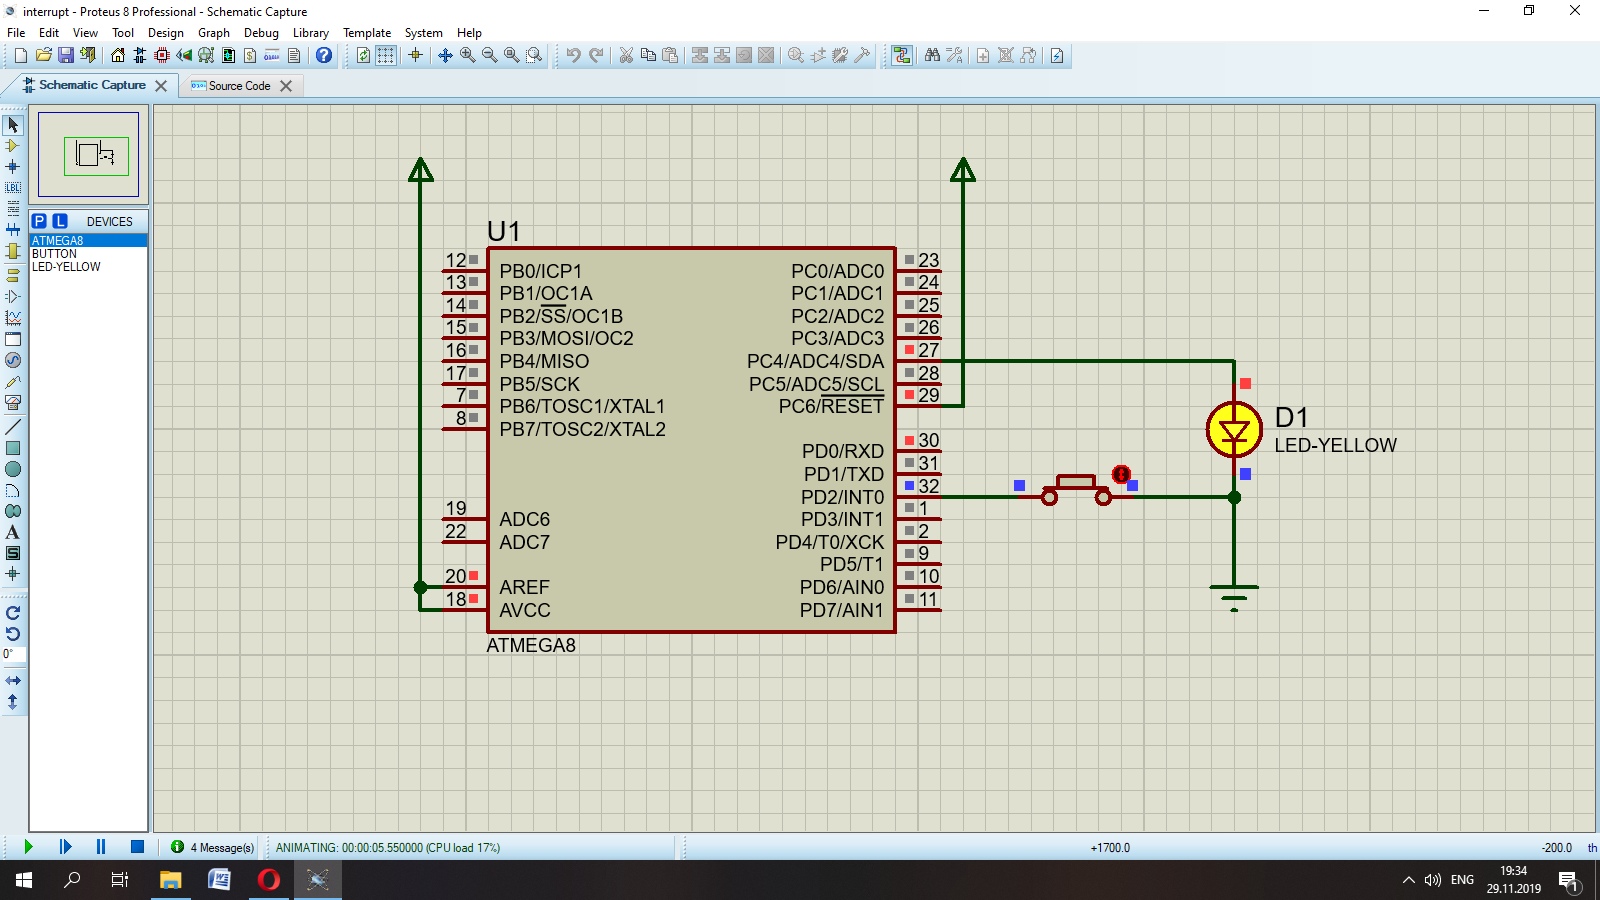 interrupt - Proteus 8 Professional - Schematic Capture
File Edit View Tool Design Graph Debug Library Template System Help
Schematic Capture
Source Code
P L DEVICES
ATMEGA8
BUTTON
LED-YELLOW
LBL
A
S
0°
U1
12 PB0/ICP1
13 PB1/OC1A
14 PB2/SS/OC1B
15 PB3/MOSI/OC2
16 PB4/MISO
17 PB5/SCK
7 PB6/TOSC1/XTAL1
8 PB7/TOSC2/XTAL2
19 ADC6
22 ADC7
20 AREF
18 AVCC
PC0/ADC0 23
PC1/ADC1 24
PC2/ADC2 25
PC3/ADC3 26
PC4/ADC4/SDA 27
PC5/ADC5/SCL 28
PC6/RESET 29
PD0/RXD 30
PD1/TXD 31
PD2/INT0 32
PD3/INT1 1
PD4/T0/XCK 2
PD5/T1 9
PD6/AIN0 10
PD7/AIN1 11
ATMEGA8
D1
LED-YELLOW
4 Message(s)
ANIMATING: 00:00:05.550000 (CPU load 17%)
+1700.0
-200.0 th
ENG
19:34
29.11.2019
1